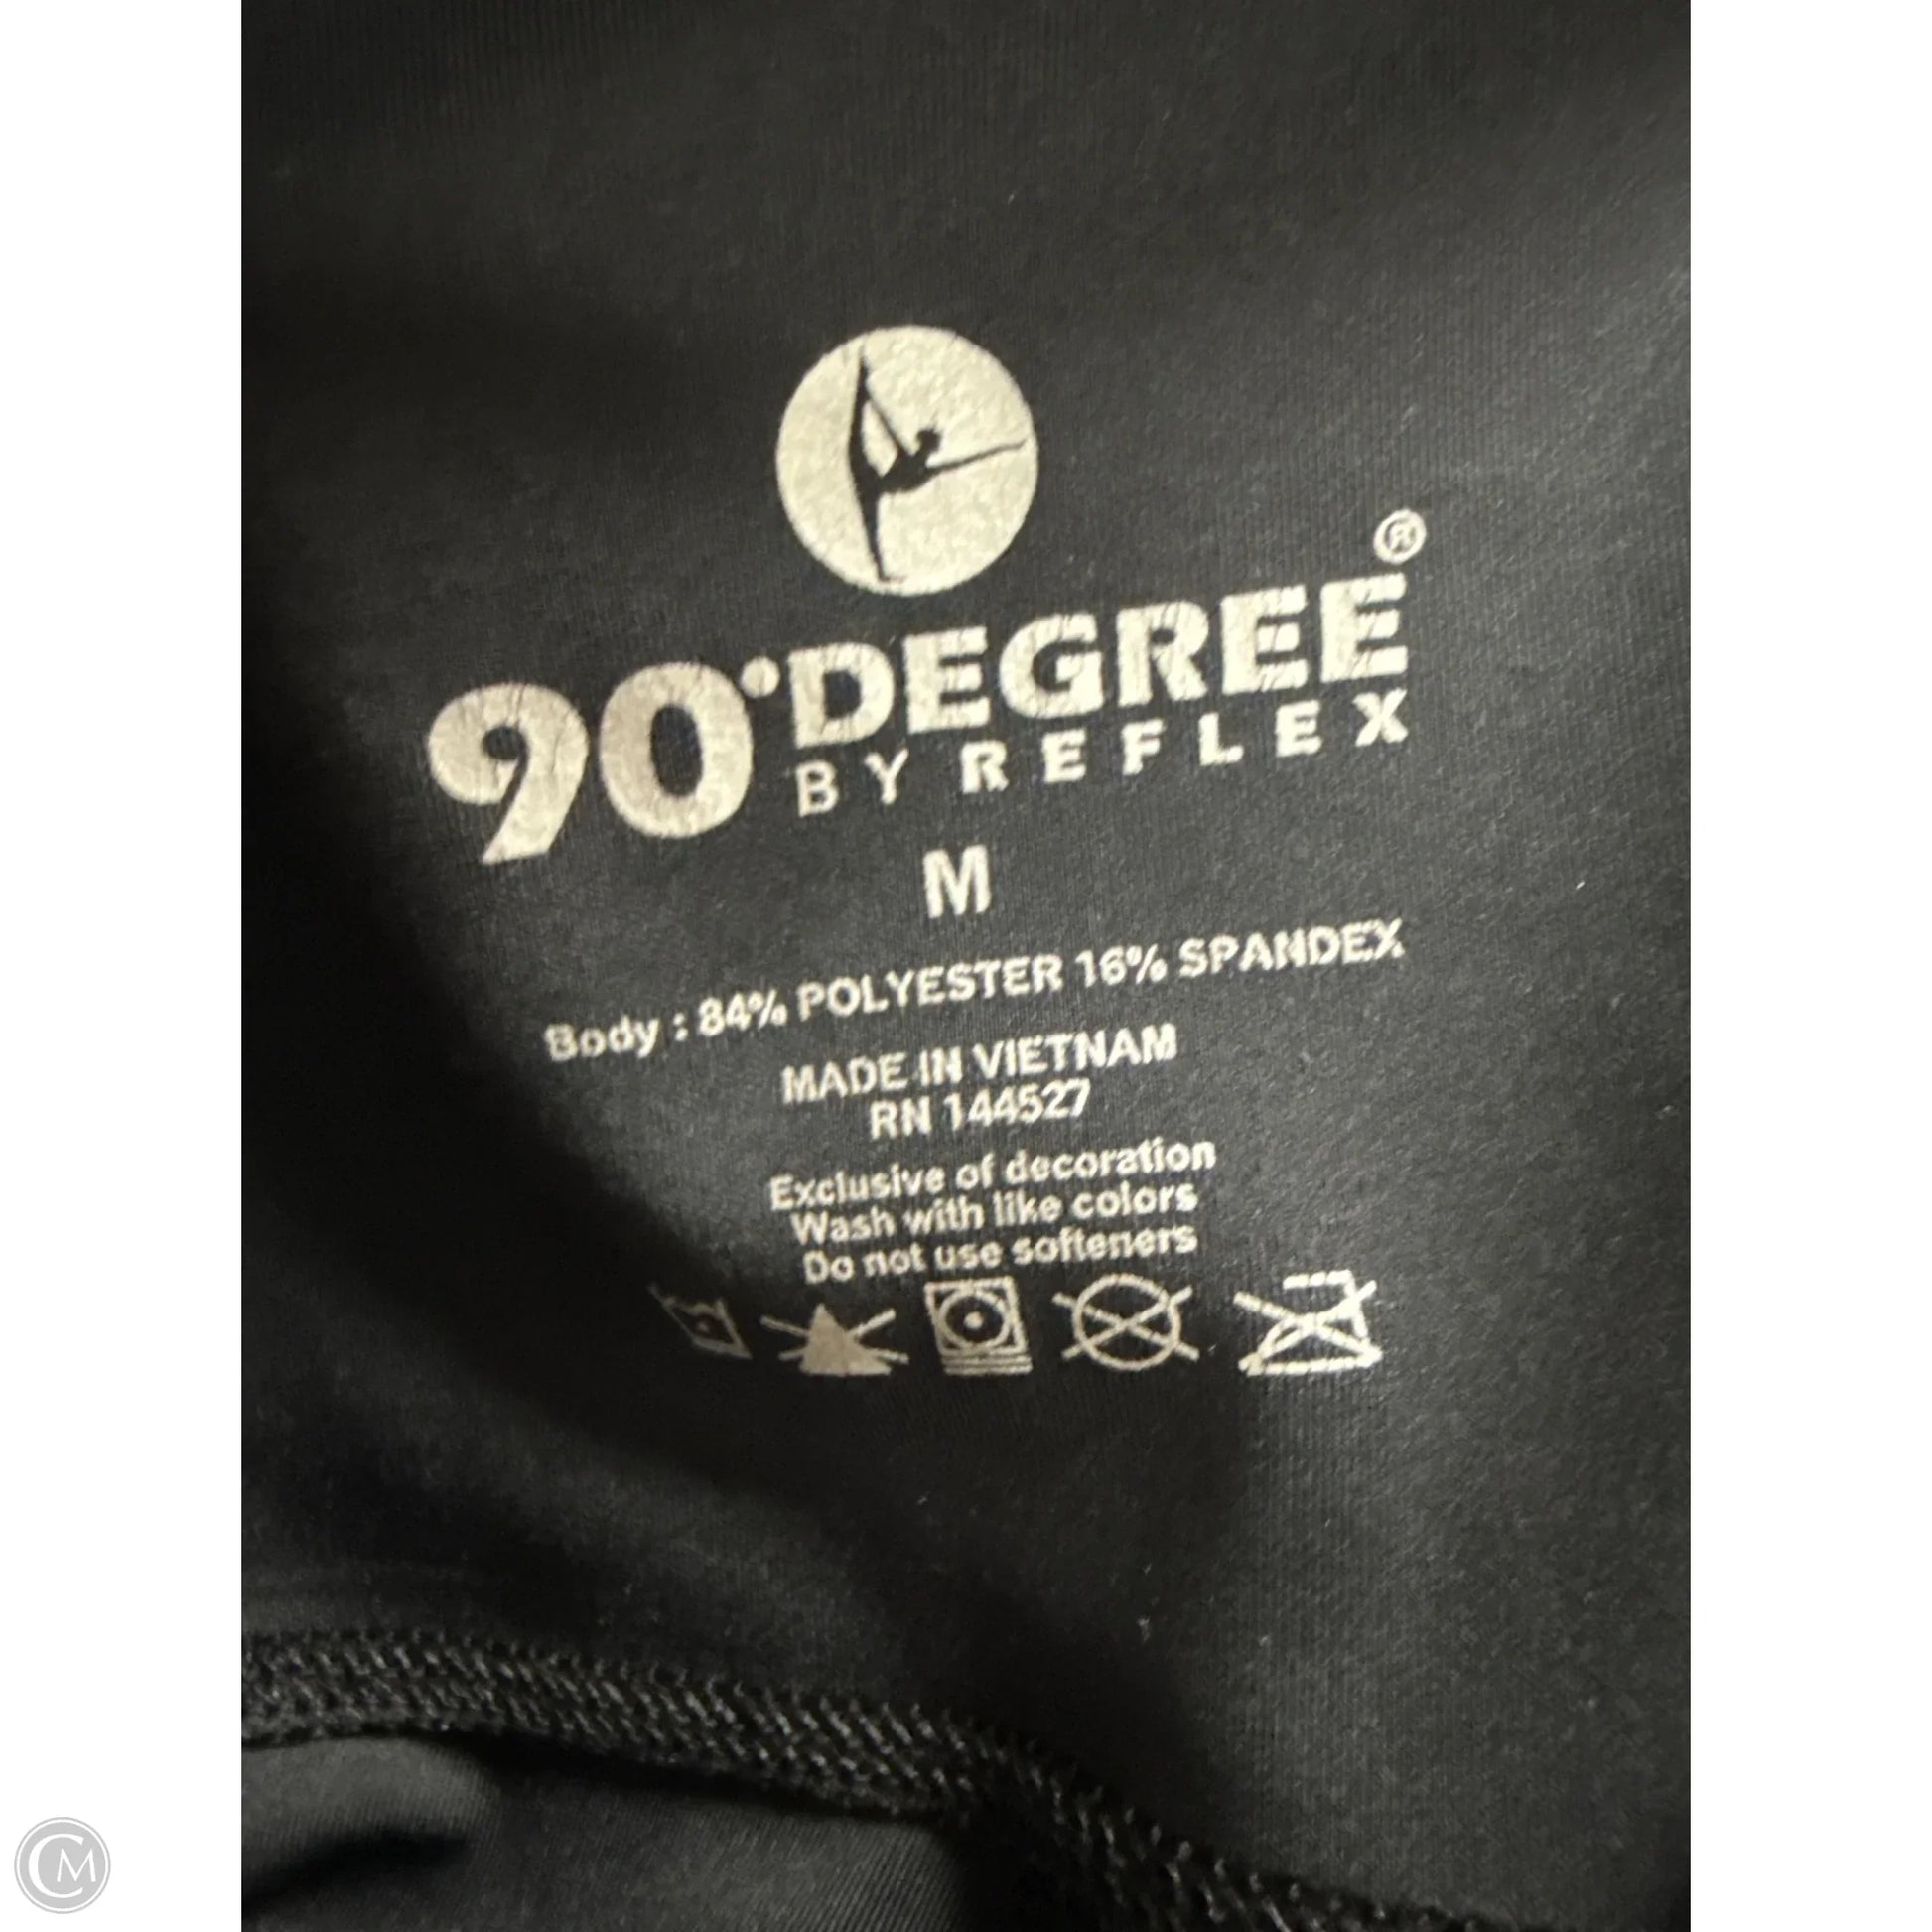 90°DEGREE®
BY REFLEX
M
Body : 84% POLYESTER 16% SPANDEX
MADE IN VIETNAM
RN 144527
Exclusive of decoration
Wash with like colors
Do not use softeners
CM